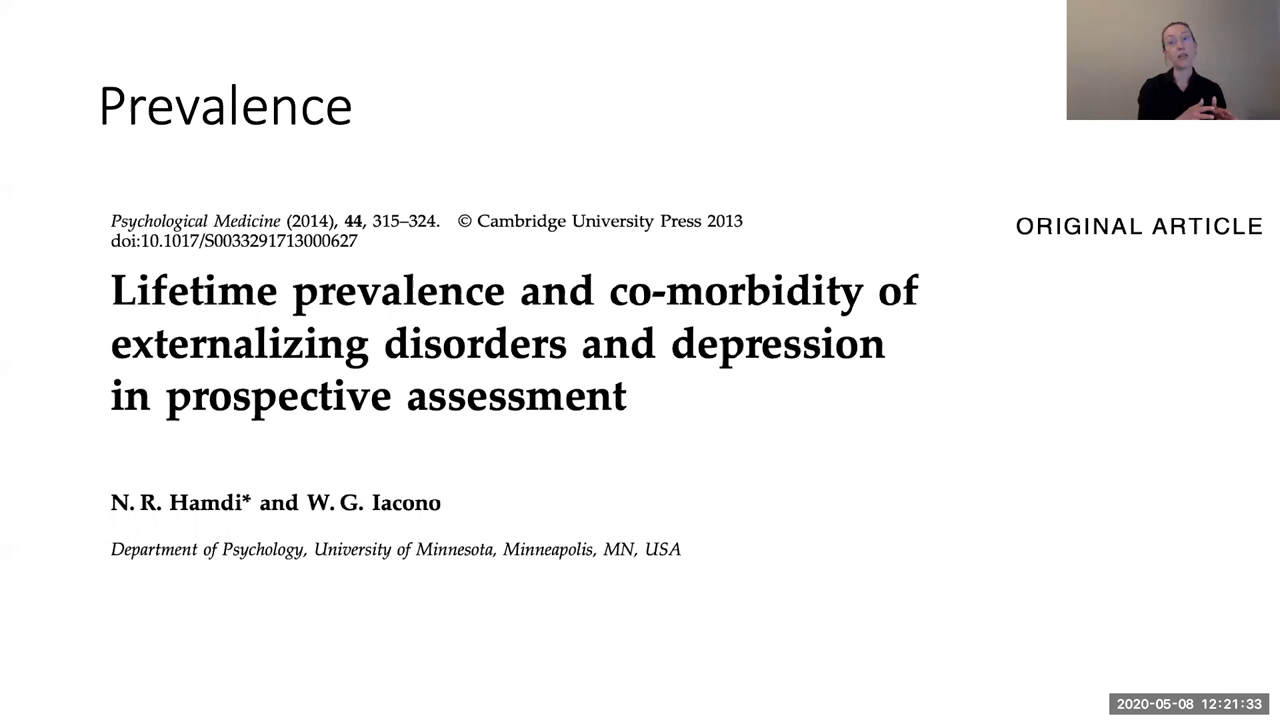 Prevalence
Psychological Medicine (2014), 44, 315–324. © Cambridge University Press 2013
doi:10.1017/S0033291713000627
ORIGINAL ARTICLE
Lifetime prevalence and co-morbidity of
externalizing disorders and depression
in prospective assessment
N. R. Hamdi* and W. G. Iacono
Department of Psychology, University of Minnesota, Minneapolis, MN, USA
2020-05-08 12:21:33